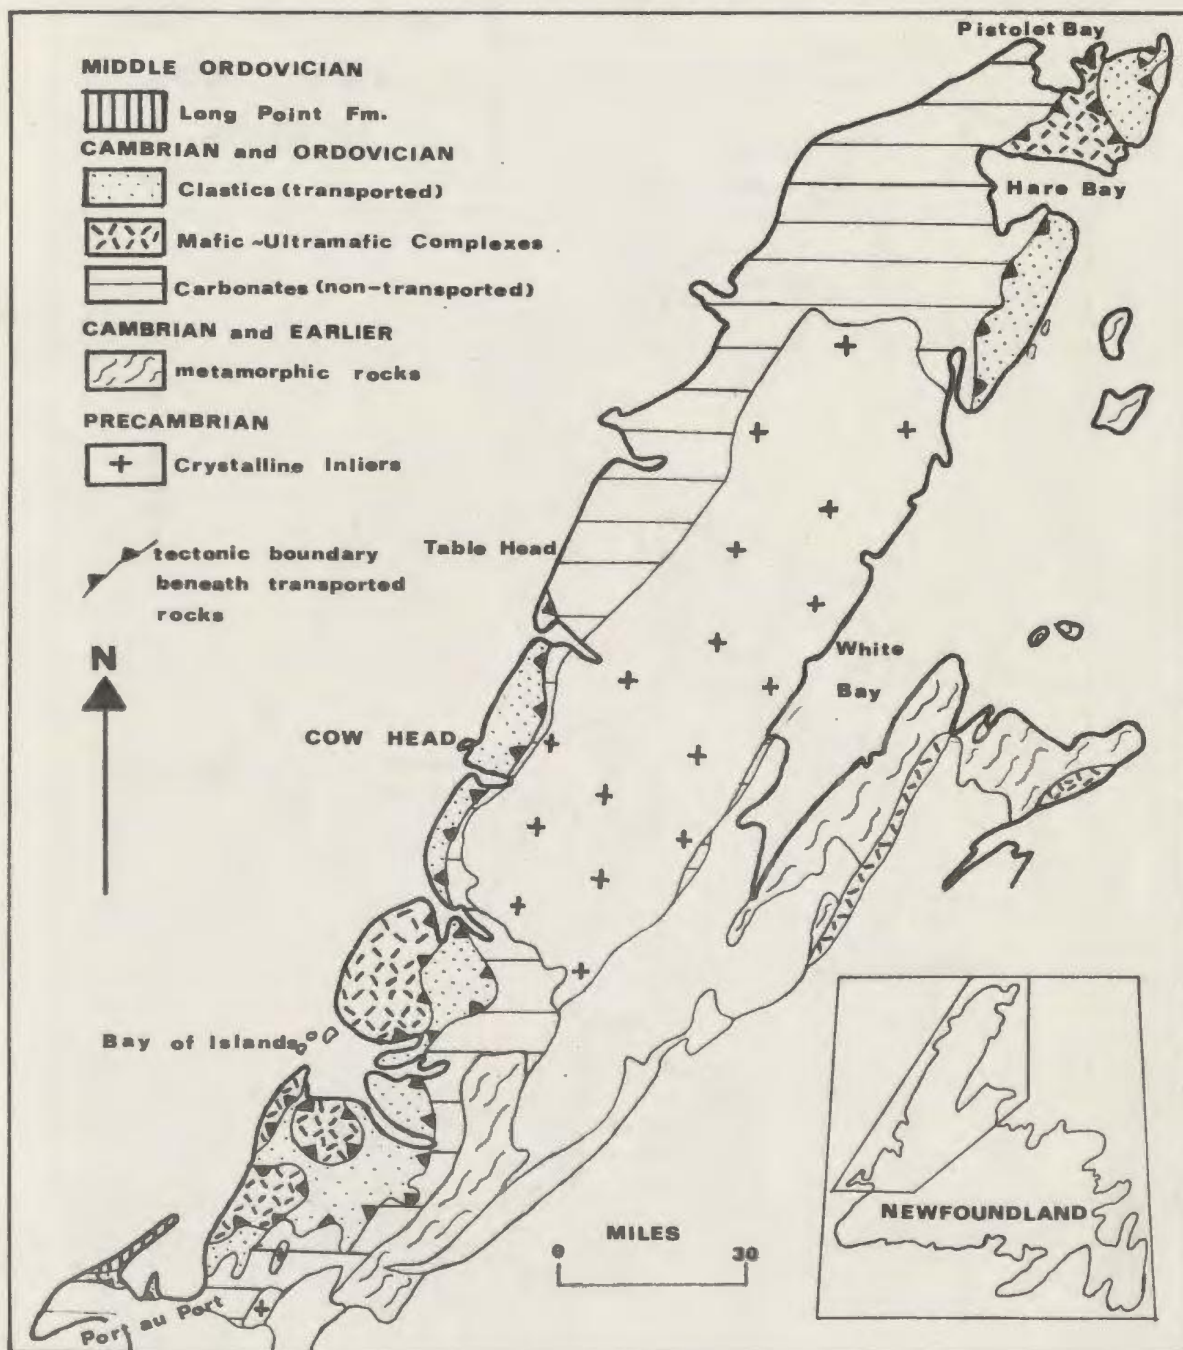 MIDDLE ORDOVICIAN
Long Point Fm.
CAMBRIAN and ORDOVICIAN
Clastics (transported)
Mafic ~Ultramafic Complexes
Carbonates (non-transported)
CAMBRIAN and EARLIER
metamorphic rocks
PRECAMBRIAN
Crystalline Inliers
tectonic boundary
beneath transported
rocks
N
Pistolet Bay
Hare Bay
Table Head
White
Bay
COW HEAD
Bay of Islands
Port au Port
MILES
0 30
NEWFOUNDLAND